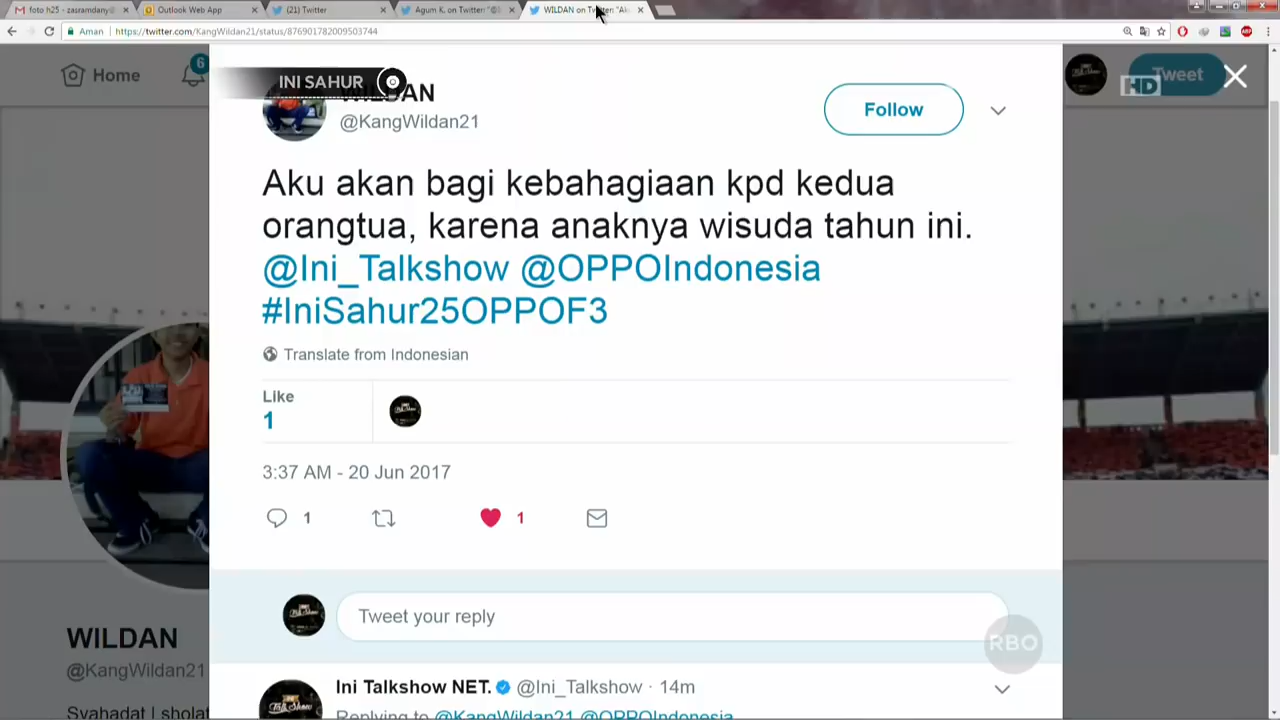 foto h25 - zasramdany@
Outlook Web App
(21) Twitter
Agum K. on Twitter: "@I
WILDAN on Twitter: "Ak
Aman
https://twitter.com/KangWildan21/status/876901782009503744
Home
6
INI SAHUR
Tweet
HD
WILDAN
@KangWildan21
Follow
Aku akan bagi kebahagiaan kpd kedua
orangtua, karena anaknya wisuda tahun ini.
@Ini_Talkshow @OPPOIndonesia
#IniSahur25OPPOF3
Translate from Indonesian
Like
1
3:37 AM - 20 Jun 2017
1
1
Tweet your reply
RBO
WILDAN
@KangWildan21
Syahadat | sholat
Ini Talkshow NET. @Ini_Talkshow · 14m
Replying to @KangWildan21 @OPPOIndonesia